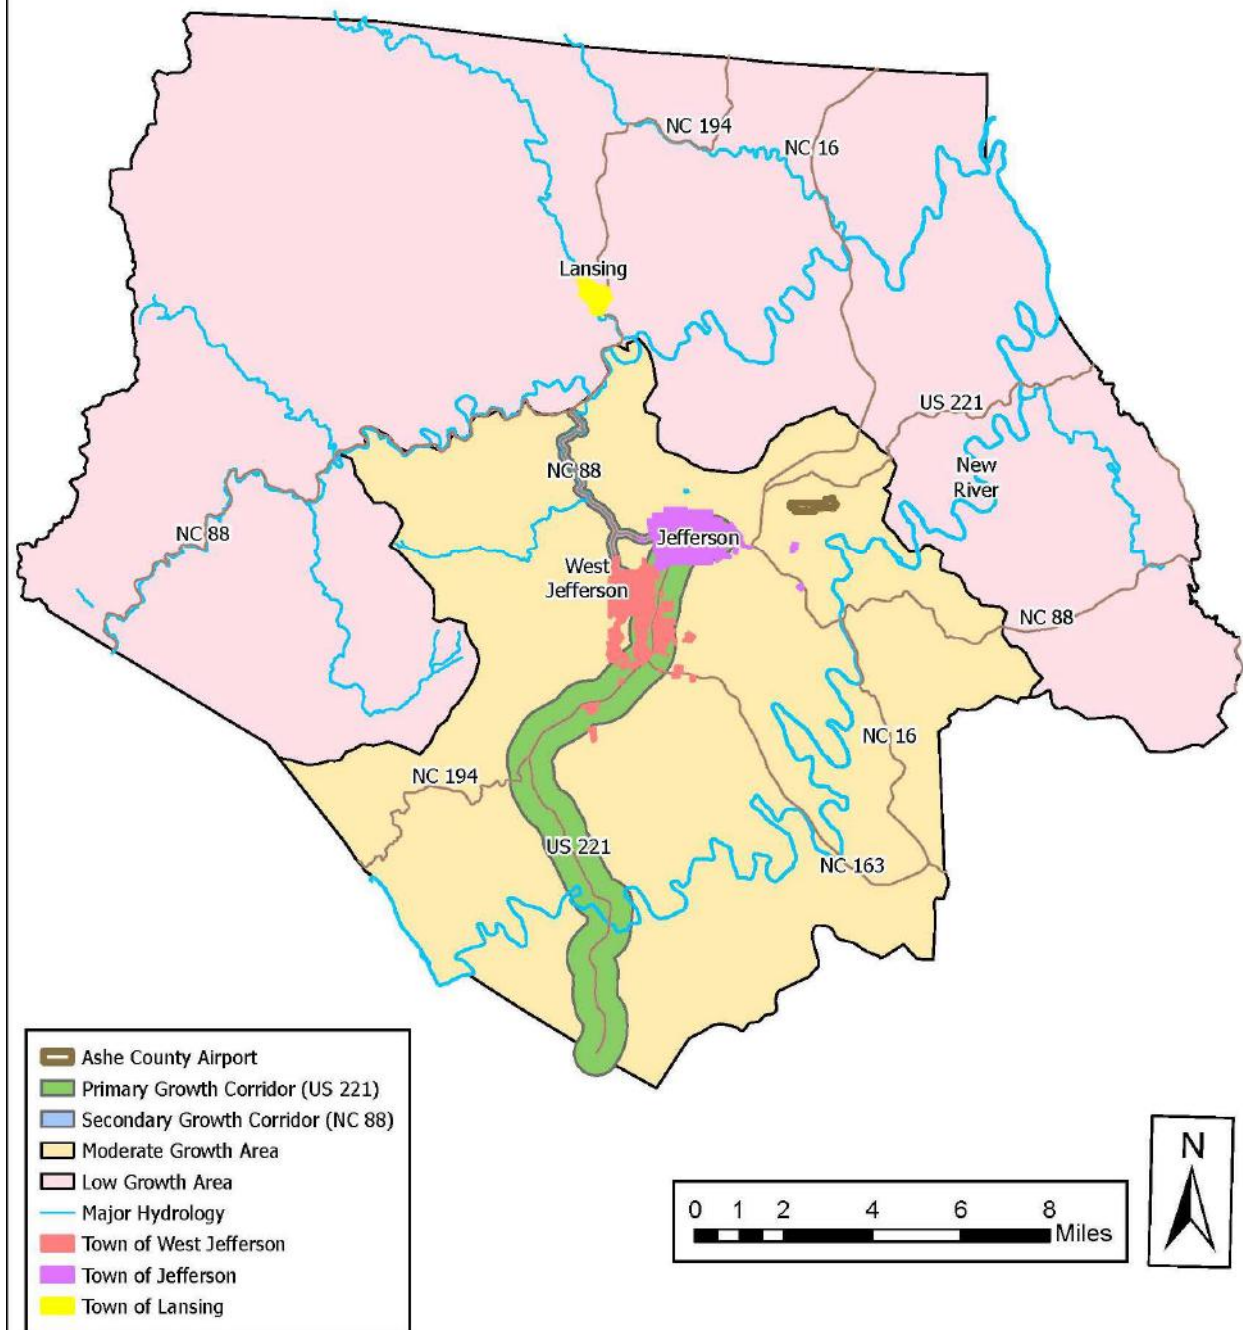 NC 194
NC 16
Lansing
US 221
NC 88
New
River
NC 88
Jefferson
West
Jefferson
NC 88
NC 16
NC 194
US 221
NC 163
Ashe County Airport
Primary Growth Corridor (US 221)
Secondary Growth Corridor (NC 88)
Moderate Growth Area
Low Growth Area
Major Hydrology
Town of West Jefferson
Town of Jefferson
Town of Lansing
0 1 2 4 6 8
Miles
N